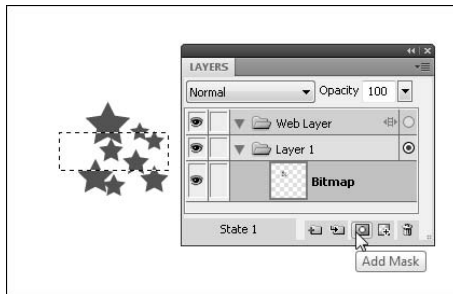 LAYERS
Normal Opacity 100
Web Layer
Layer 1
Bitmap
State 1
Add Mask